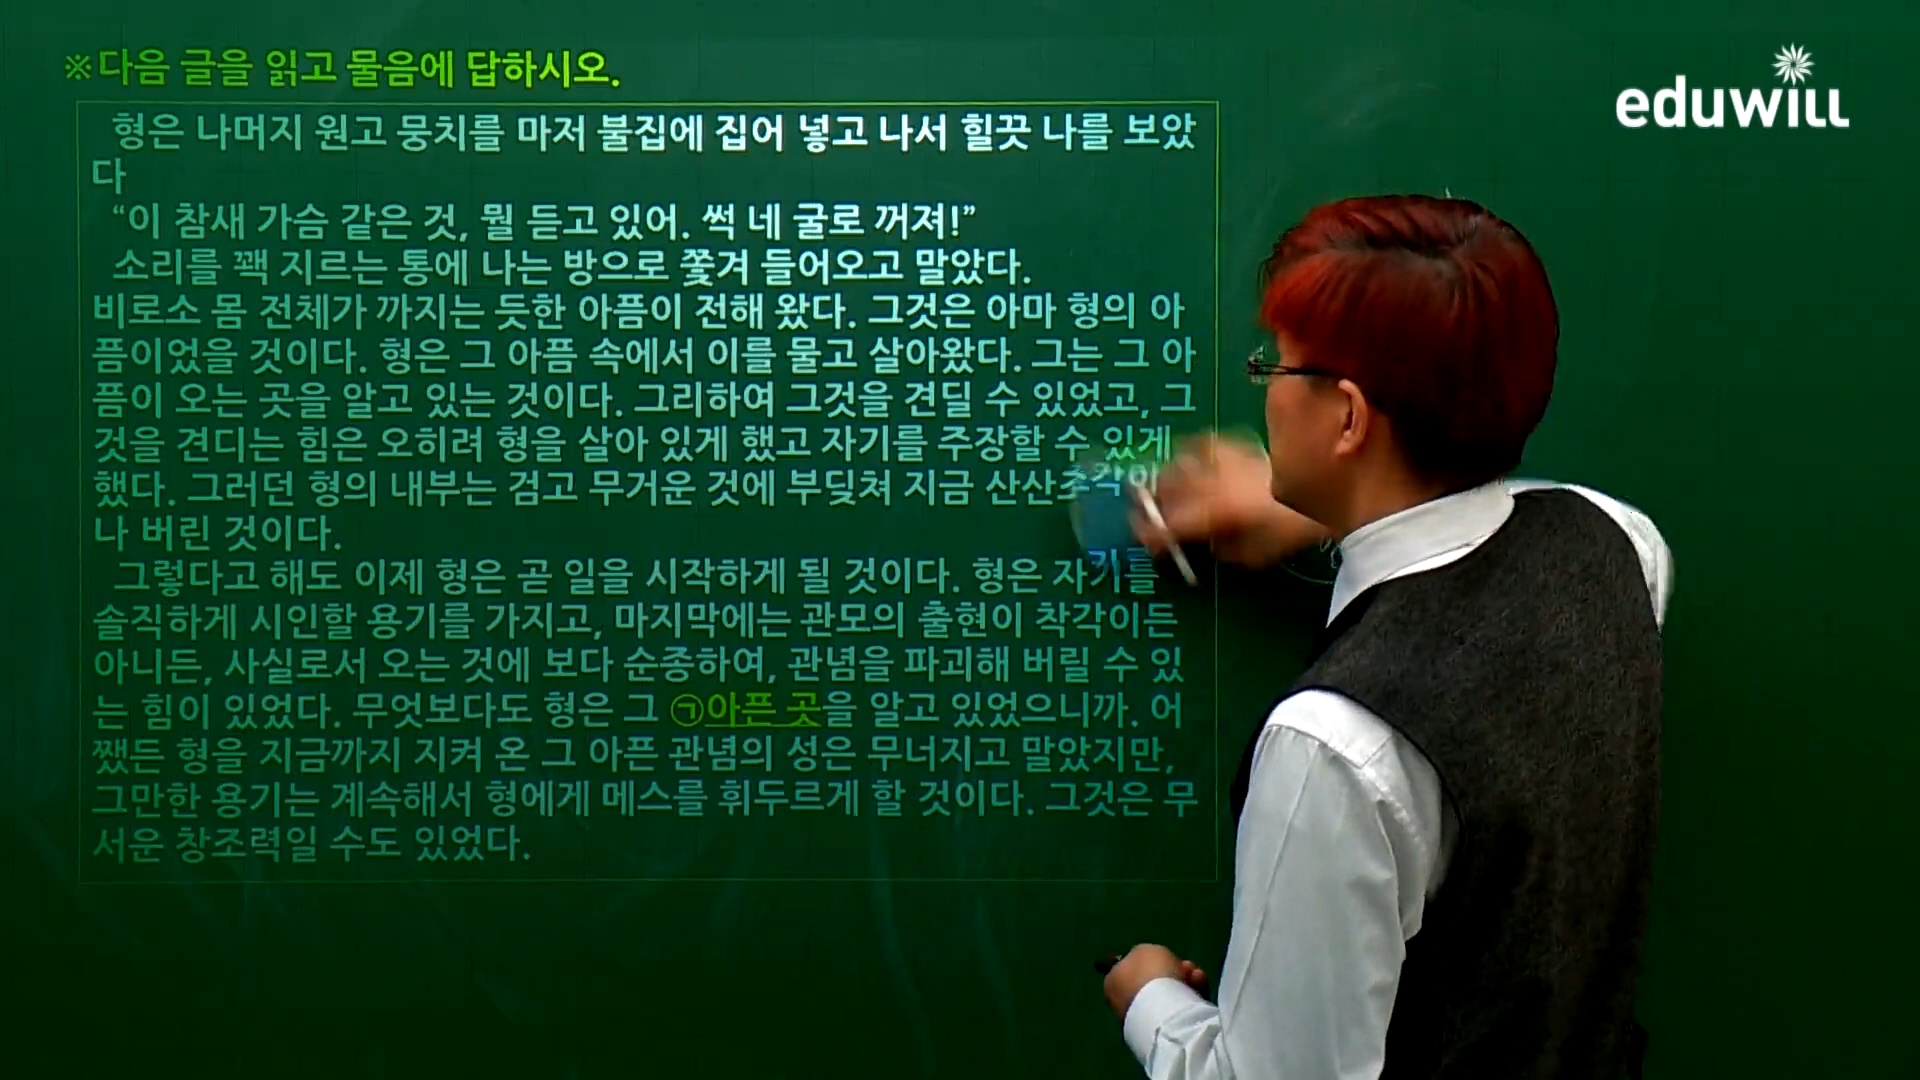 ※다음 글을 읽고 물음에 답하시오.
eduwill
형은 나머지 원고 뭉치를 마저 불집에 집어 넣고 나서 힐끗 나를 보았
다
“이 참새 가슴 같은 것, 뭘 듣고 있어. 썩 네 굴로 꺼져!”
소리를 꽥 지르는 통에 나는 방으로 쫓겨 들어오고 말았다.
비로소 몸 전체가 까지는 듯한 아픔이 전해 왔다. 그것은 아마 형의 아
픔이었을 것이다. 형은 그 아픔 속에서 이를 물고 살아왔다. 그는 그 아
픔이 오는 곳을 알고 있는 것이다. 그리하여 그것을 견딜 수 있었고, 그
것을 견디는 힘은 오히려 형을 살아 있게 했고 자기를 주장할 수 있게
했다. 그러던 형의 내부는 검고 무거운 것에 부딪쳐 지금 산산조각이
나 버린 것이다.
그렇다고 해도 이제 형은 곧 일을 시작하게 될 것이다. 형은 자기를
솔직하게 시인할 용기를 가지고, 마지막에는 관모의 출현이 착각이든
아니든, 사실로서 오는 것에 보다 순종하여, 관념을 파괴해 버릴 수 있
는 힘이 있었다. 무엇보다도 형은 그 ㉠아픈 곳을 알고 있었으니까. 어
쨌든 형을 지금까지 지켜 온 그 아픈 관념의 성은 무너지고 말았지만,
그만한 용기는 계속해서 형에게 메스를 휘두르게 할 것이다. 그것은 무
서운 창조력일 수도 있었다.